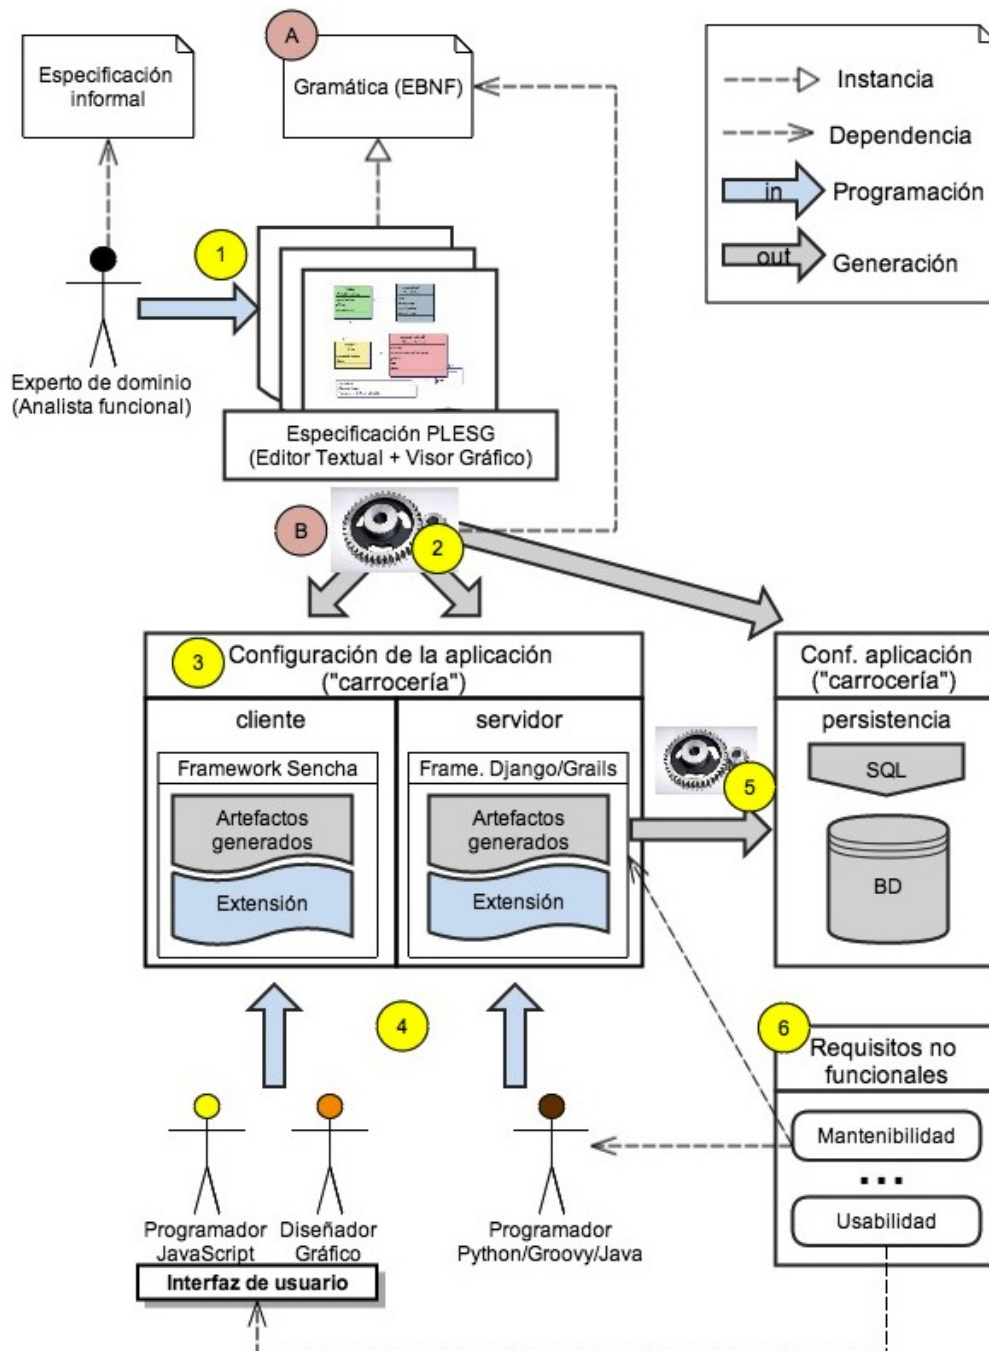 A
Especificación
informal
Gramática (EBNF)
Instancia
Dependencia
in
Programación
out
Generación
1
Experto de dominio
(Analista funcional)
Especificación PLESG
(Editor Textual + Visor Gráfico)
B
2
3
Configuración de la aplicación
("carrocería")
Conf. aplicación
("carrocería")
cliente
servidor
persistencia
Framework Sencha
Frame. Django/Grails
SQL
5
Artefactos
generados
Artefactos
generados
BD
Extensión
Extensión
4
6
Requisitos no
funcionales
Mantenibilidad
...
Usabilidad
Programador
JavaScript
Diseñador
Gráfico
Programador
Python/Groovy/Java
Interfaz de usuario